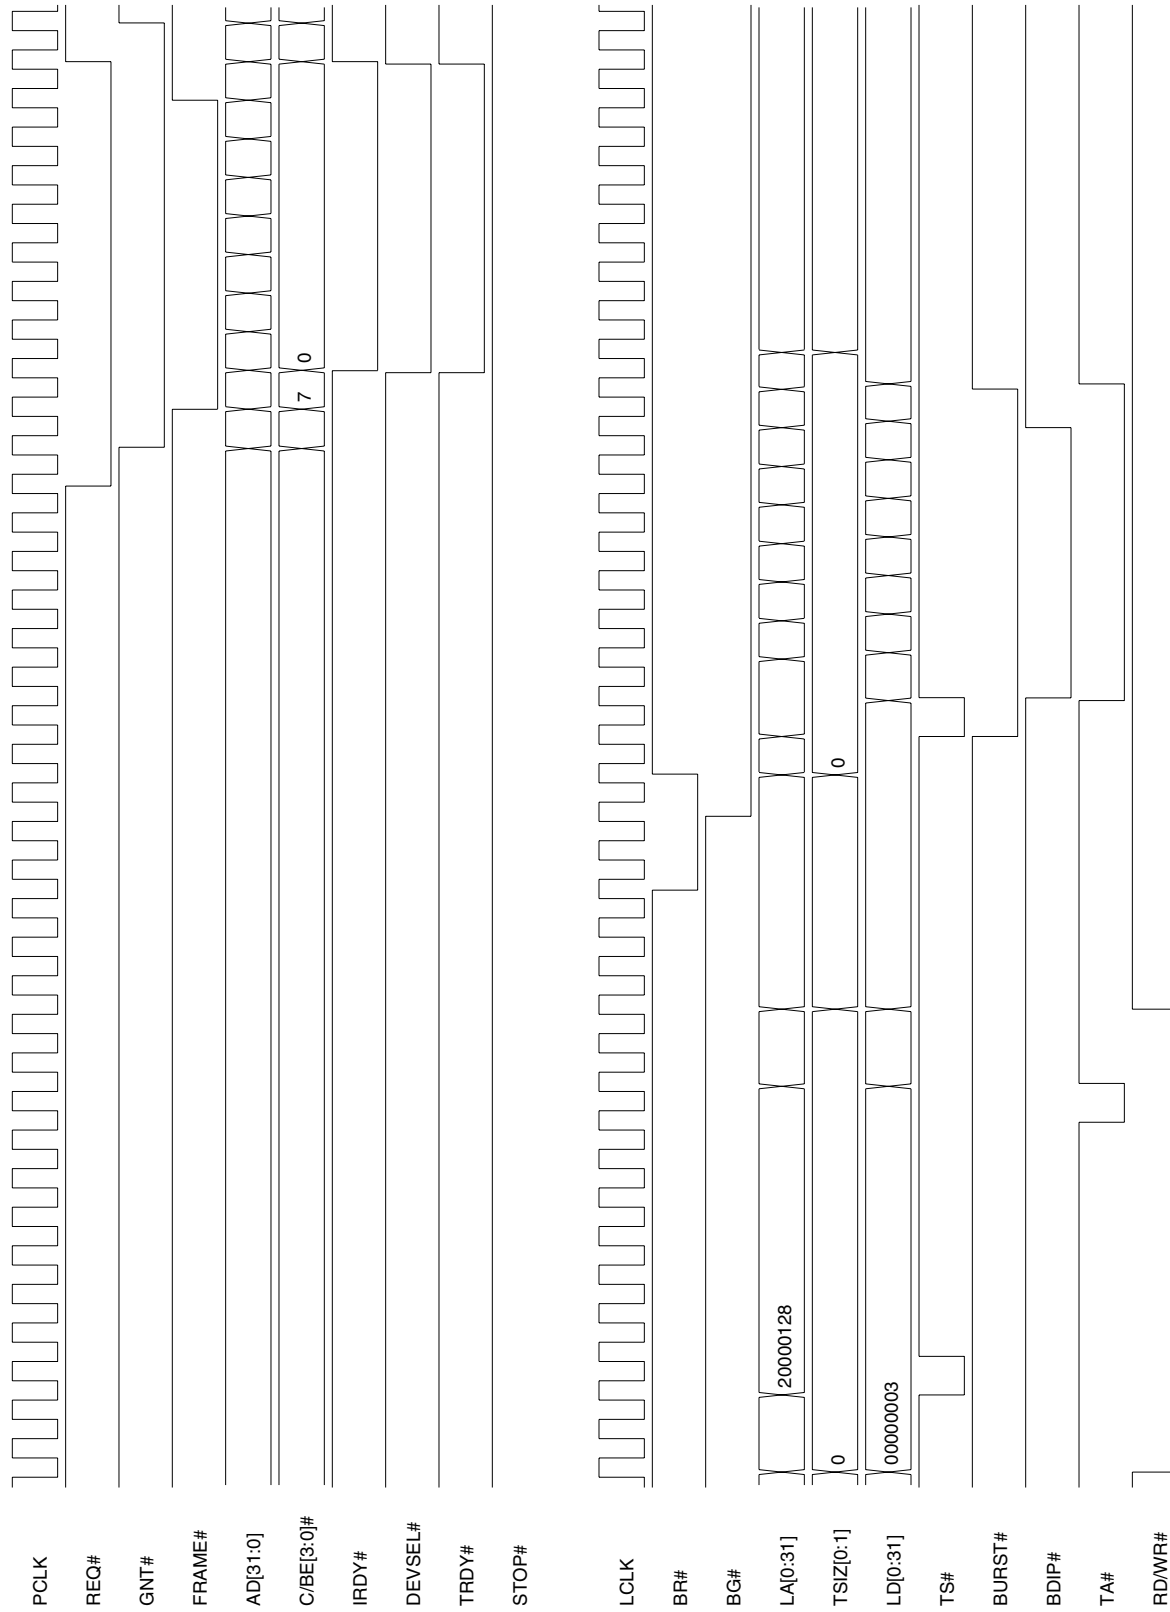 PCLK
REQ#
GNT#
FRAME#
AD[31:0]
C/BE[3:0]#
7 0
IRDY#
DEVSEL#
TRDY#
STOP#
LCLK
BR#
BG#
LA[0:31]
20000128
TSIZ[0:1]
0 0
LD[0:31]
00000003
TS#
BURST#
BDIP#
TA#
RD/WR#